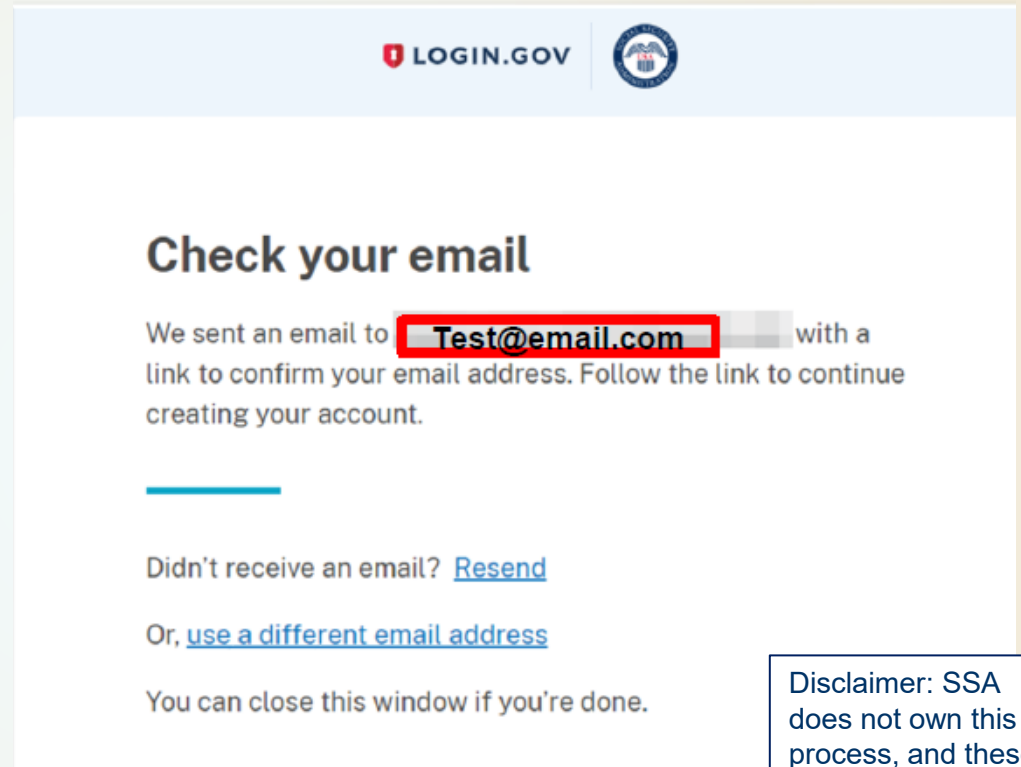 LOGIN.GOV
Check your email
We sent an email to Test@email.com with a
link to confirm your email address. Follow the link to continue
creating your account.
Didn't receive an email? Resend
Or, use a different email address
You can close this window if you're done.
Disclaimer: SSA
does not own this
process, and thes